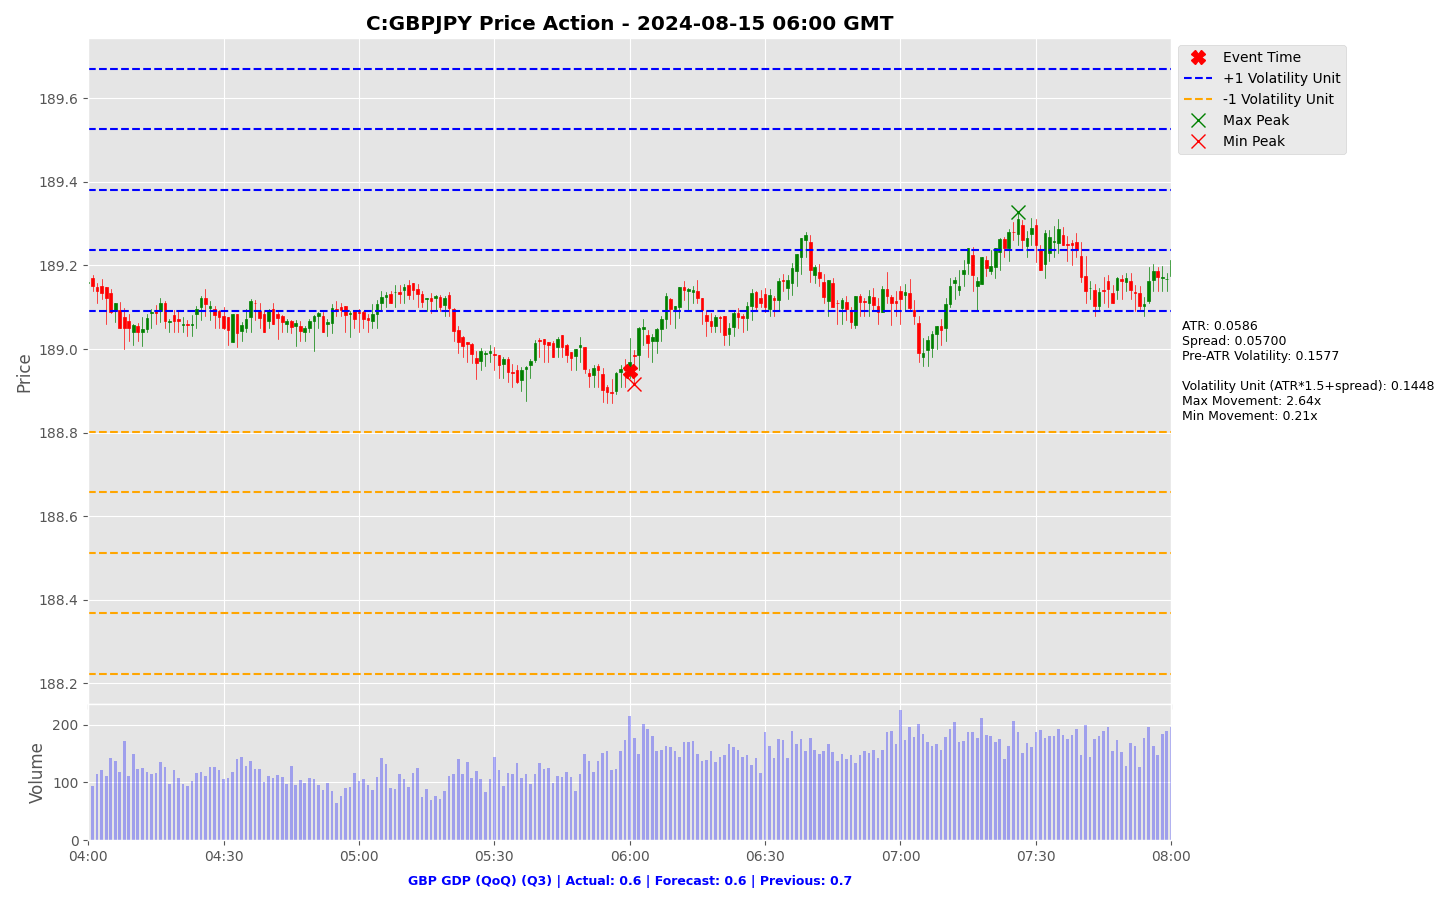 C:GBPJPY Price Action - 2024-08-15 06:00 GMT
Event Time
+1 Volatility Unit
-1 Volatility Unit
Max Peak
Min Peak
Price
189.6
189.4
189.2
189.0
188.8
188.6
188.4
188.2
ATR: 0.0586
Spread: 0.05700
Pre-ATR Volatility: 0.1577
Volatility Unit (ATR*1.5+spread): 0.1448
Max Movement: 2.64x
Min Movement: 0.21x
Volume
200
100
0
04:00 04:30 05:00 05:30 06:00 06:30 07:00 07:30 08:00
GBP GDP (QoQ) (Q3) | Actual: 0.6 | Forecast: 0.6 | Previous: 0.7